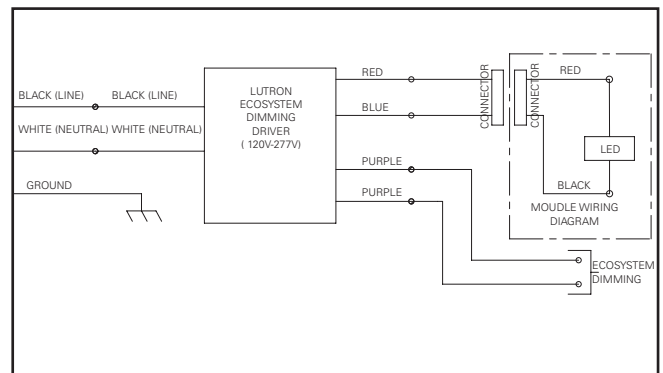 BLACK (LINE) BLACK (LINE)
WHITE (NEUTRAL) WHITE (NEUTRAL)
GROUND
LUTRON
ECOSYSTEM
DIMMING
DRIVER
( 120V-277V)
RED
BLUE
PURPLE
PURPLE
CONNECTOR
CONNECTOR
RED
LED
BLACK
MOUDLE WIRING
DIAGRAM
ECOSYSTEM
DIMMING